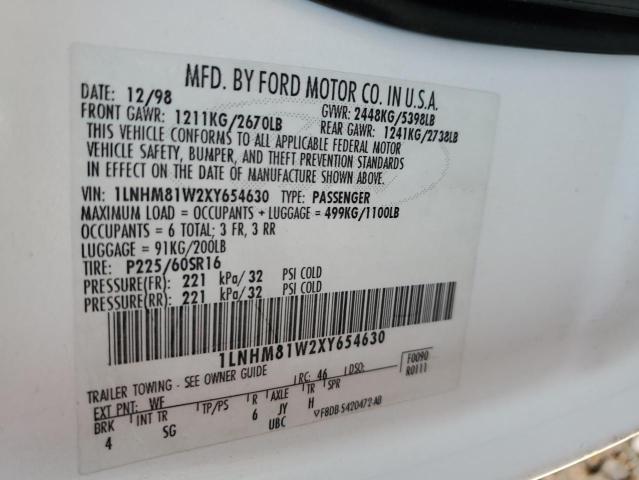 MFD. BY FORD MOTOR CO. IN U.S.A.
DATE: 12/98 GVWR: 2448KG/5398LB
FRONT GAWR: 1211KG/2670LB REAR GAWR: 1241KG/2738LB
THIS VEHICLE CONFORMS TO ALL APPLICABLE FEDERAL MOTOR
VEHICLE SAFETY, BUMPER, AND THEFT PREVENTION STANDARDS
IN EFFECT ON THE DATE OF MANUFACTURE SHOWN ABOVE.
VIN: 1LNHM81W2XY654630 TYPE: PASSENGER
MAXIMUM LOAD = OCCUPANTS + LUGGAGE = 499KG/1100LB
OCCUPANTS = 6 TOTAL; 3 FR, 3 RR
LUGGAGE = 91KG/200LB
TIRE: P225/60SR16
PRESSURE(FR): 221 kPa/32 PSI COLD
PRESSURE(RR): 221 kPa/32 PSI COLD
1LNHM81W2XY654630
F0090
TRAILER TOWING - SEE OWNER GUIDE RC: 46 DSO: R0111
EXT PNT: WF
BRK INT TR TP/PS R AXLE TR SPR
4 SG 6 JY H
UBC F8DB-5420472-AB